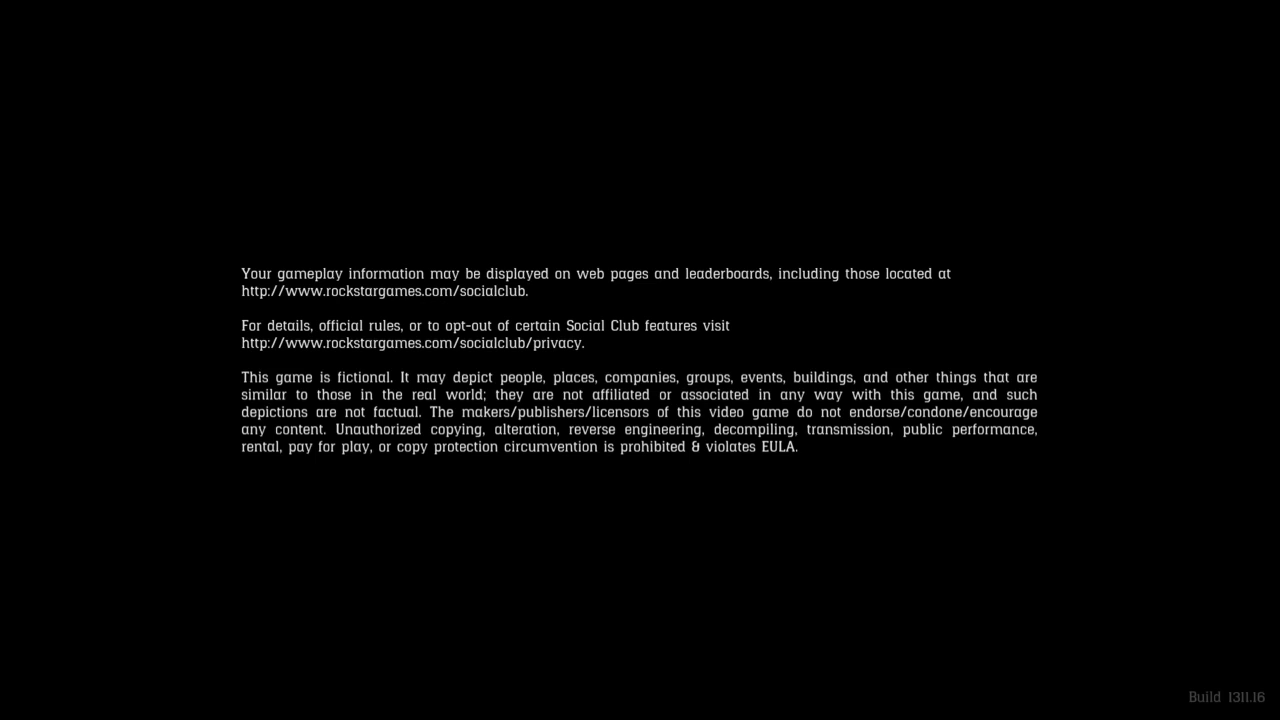 Your gameplay information may be displayed on web pages and leaderboards, including those located at
http://www.rockstargames.com/socialclub.
For details, official rules, or to opt-out of certain Social Club features visit
http://www.rockstargames.com/socialclub/privacy.
This game is fictional. It may depict people, places, companies, groups, events, buildings, and other things that are
similar to those in the real world; they are not affiliated or associated in any way with this game, and such
depictions are not factual. The makers/publishers/licensors of this video game do not endorse/condone/encourage
any content. Unauthorized copying, alteration, reverse engineering, decompiling, transmission, public performance,
rental, pay for play, or copy protection circumvention is prohibited & violates EULA.
Build 1311.16